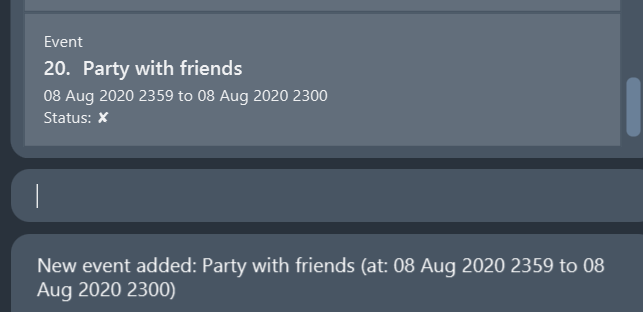 Event
20. Party with friends
08 Aug 2020 2359 to 08 Aug 2020 2300
Status: ✘
New event added: Party with friends (at: 08 Aug 2020 2359 to 08
Aug 2020 2300)